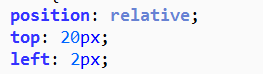 position: relative;
top: 20px;
left: 2px;